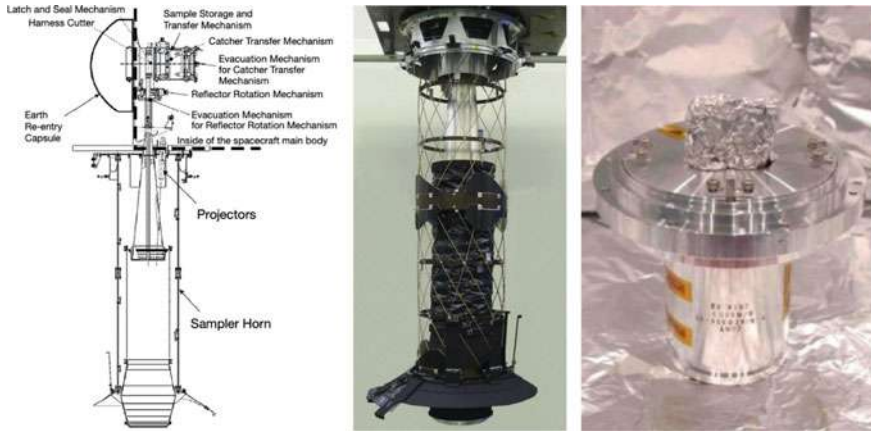 Latch and Seal Mechanism
Harness Cutter
Sample Storage and
Transfer Mechanism
Catcher Transfer Mechanism
Evacuation Mechanism
for Catcher Transfer
Mechanism
Reflector Rotation Mechanism
Evacuation Mechanism
for Reflector Rotation Mechanism
Earth
Re-entry
Capsule
Inside of the spacecraft main body
Projectors
Sampler Horn